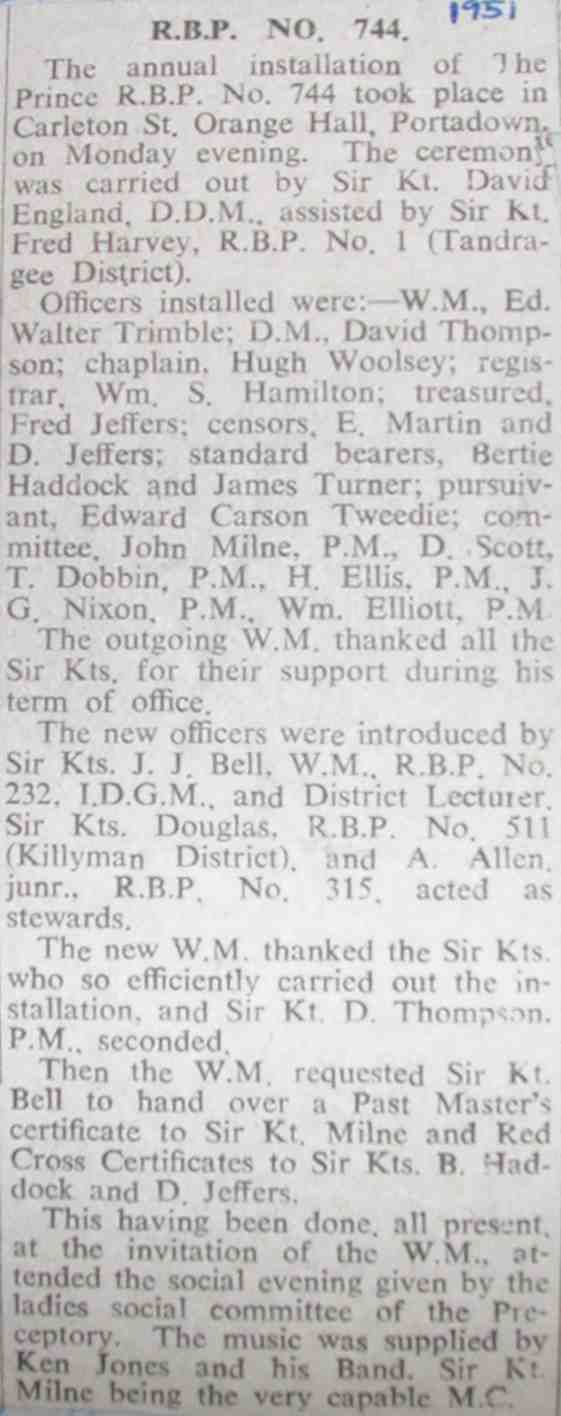 1951
R.B.P. NO. 744.
The annual installation of The
Prince R.B.P. No. 744 took place in
Carleton St. Orange Hall, Portadown,
on Monday evening. The ceremony
was carried out by Sir Kt. David
England, D.D.M., assisted by Sir Kt.
Fred Harvey, R.B.P. No. 1 (Tandra-
gee District).
Officers installed were:—W.M., Ed.
Walter Trimble; D.M., David Thomp-
son; chaplain, Hugh Woolsey; regis-
trar, Wm. S. Hamilton; treasured,
Fred Jeffers; censors, E. Martin and
D. Jeffers; standard bearers, Bertie
Haddock and James Turner; pursuiv-
ant, Edward Carson Tweedie; com-
mittee, John Milne, P.M., D. Scott,
T. Dobbin, P.M., H. Ellis, P.M., J.
G. Nixon, P.M., Wm. Elliott, P.M.
The outgoing W.M. thanked all the
Sir Kts. for their support during his
term of office.
The new officers were introduced by
Sir Kts. J. J. Bell, W.M., R.B.P. No.
232, I.D.G.M., and District Lecturer.
Sir Kts. Douglas, R.B.P. No. 511
(Killyman District), and A. Allen,
junr., R.B.P. No. 315, acted as
stewards.
The new W.M. thanked the Sir Kts.
who so efficiently carried out the in-
stallation, and Sir Kt. D. Thompson,
P.M., seconded.
Then the W.M. requested Sir Kt.
Bell to hand over a Past Master's
certificate to Sir Kt. Milne and Red
Cross Certificates to Sir Kts. B. Had-
dock and D. Jeffers.
This having been done, all present,
at the invitation of the W.M., at-
tended the social evening given by the
ladies social committee of the Pre-
ceptory. The music was supplied by
Ken Jones and his Band. Sir Kt.
Milne being the very capable M.C.